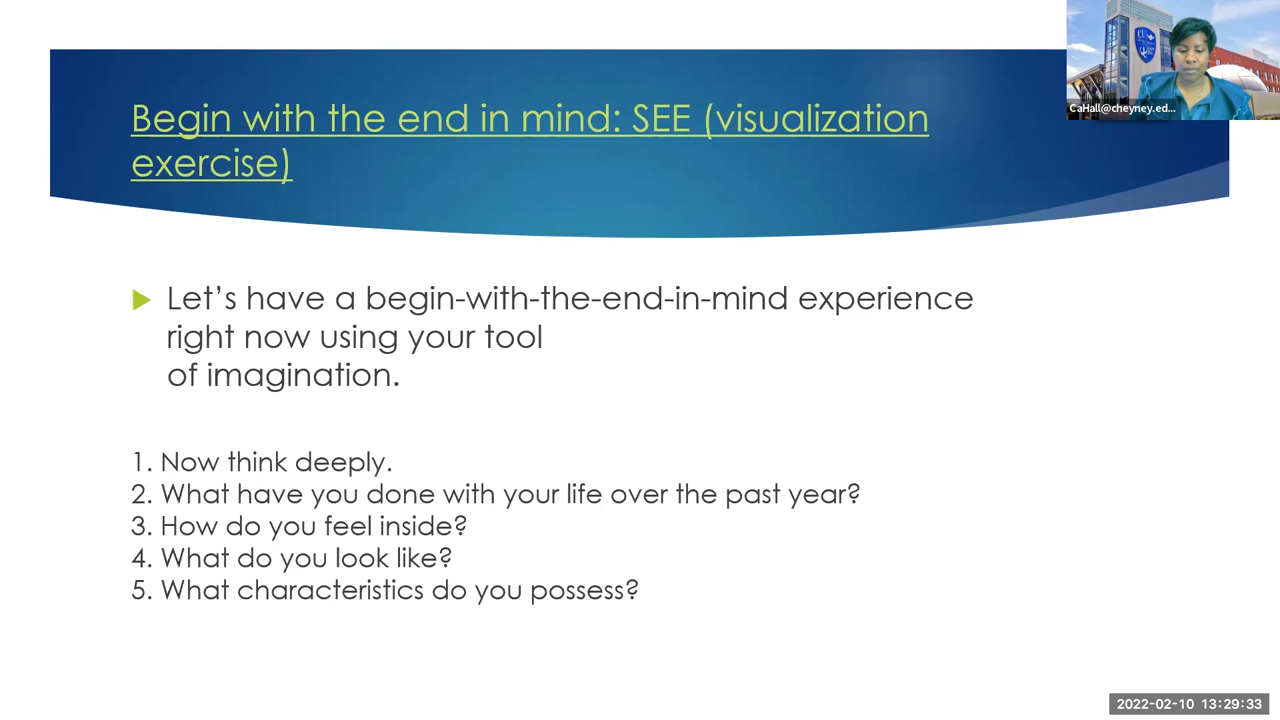 CaHall@cheyney.ed...
Begin with the end in mind: SEE (visualization
exercise)
Let's have a begin-with-the-end-in-mind experience
right now using your tool
of imagination.
1. Now think deeply.
2. What have you done with your life over the past year?
3. How do you feel inside?
4. What do you look like?
5. What characteristics do you possess?
2022-02-10 13:29:33